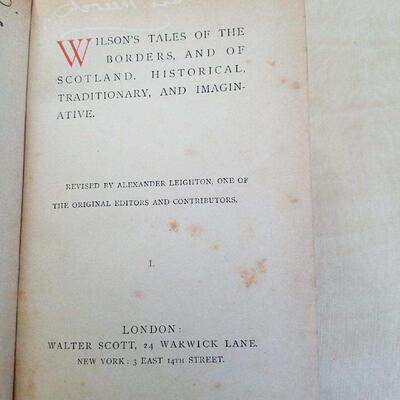 WILSON'S TALES OF THE
BORDERS, AND OF
SCOTLAND. HISTORICAL,
TRADITIONARY, AND IMAGIN-
ATIVE.
REVISED BY ALEXANDER LEIGHTON, ONE OF
THE ORIGINAL EDITORS AND CONTRIBUTORS.
I.
LONDON:
WALTER SCOTT, 24 WARWICK LANE.
NEW YORK: 3 EAST 14TH STREET.